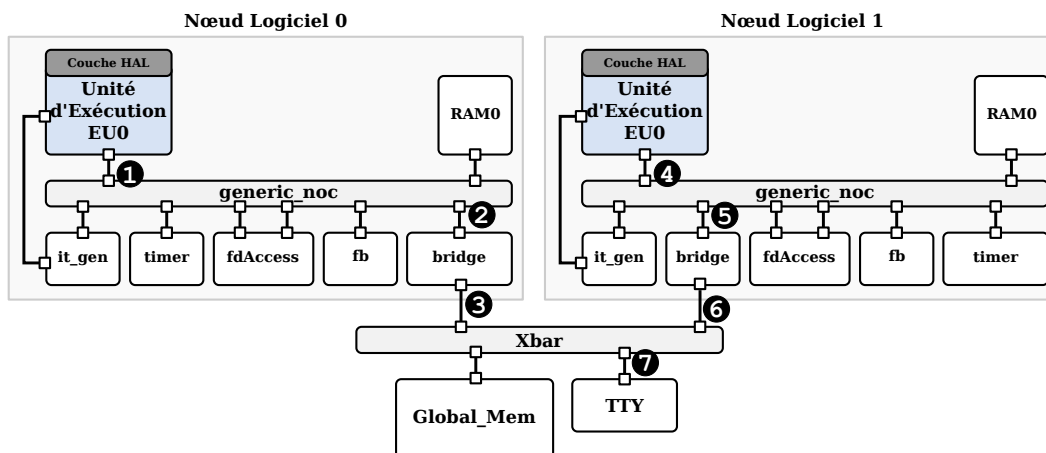 Nœud Logiciel 0
Nœud Logiciel 1
Couche HAL
Unité
d'Exécution
EU0
RAM0
Couche HAL
Unité
d'Exécution
EU0
RAM0
1
4
generic_noc
generic_noc
2
5
it_gen
timer
fdAccess
fb
bridge
it_gen
bridge
fdAccess
fb
timer
3
6
Xbar
7
Global_Mem
TTY